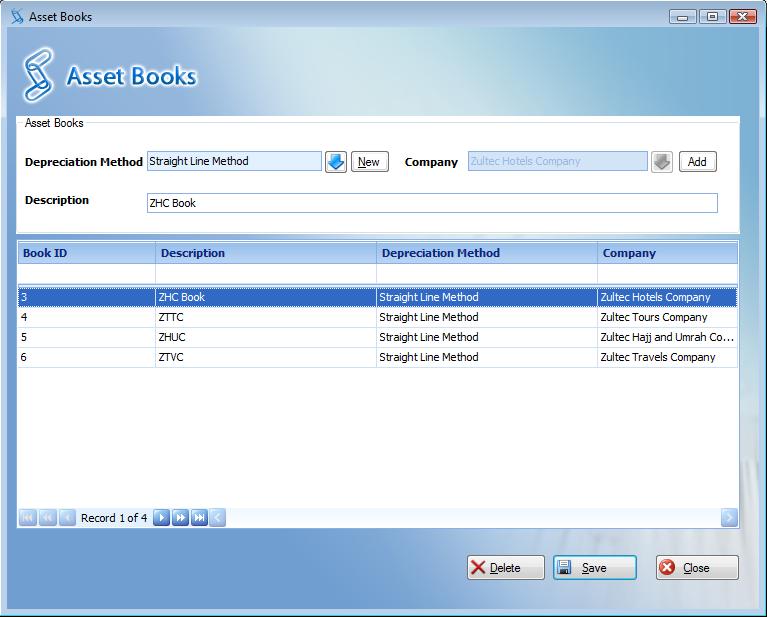 Asset Books
Asset Books
Asset Books
Depreciation Method Straight Line Method New Company Zultec Hotels Company Add
Description ZHC Book
Book ID Description Depreciation Method Company
3 ZHC Book Straight Line Method Zultec Hotels Company
4 ZTTC Straight Line Method Zultec Tours Company
5 ZHUC Straight Line Method Zultec Hajj and Umrah Co...
6 ZTVC Straight Line Method Zultec Travels Company
Record 1 of 4
Delete Save Close